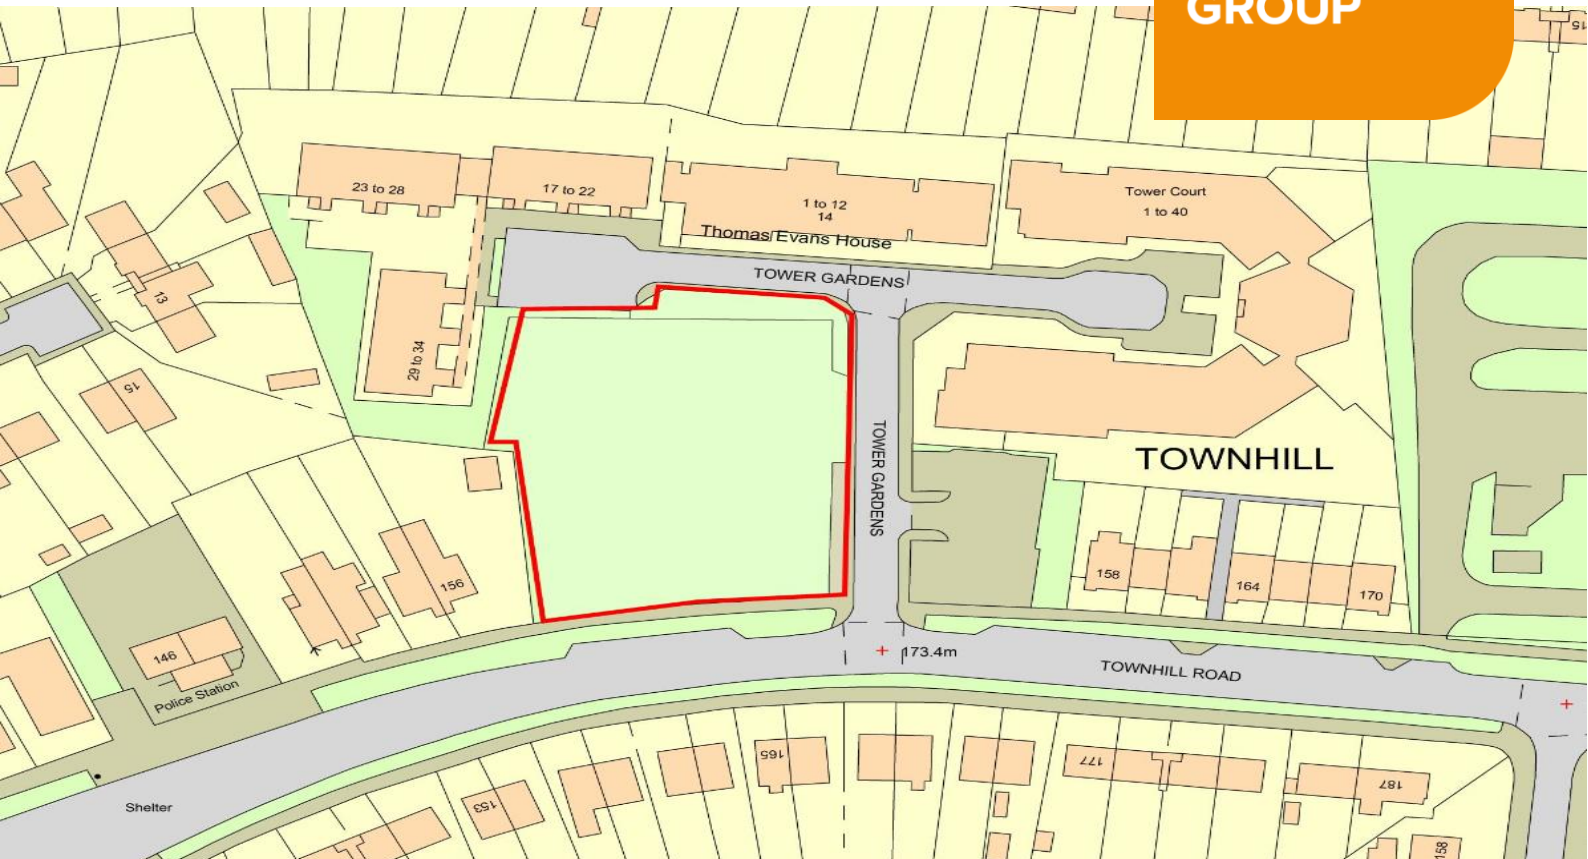 GROUP
15
23 to 28
17 to 22
1 to 12
14
Thomas Evans House
Tower Court
1 to 40
TOWER GARDENS
13
29 to 34
15
TOWER GARDENS
TOWNHILL
156
158
164
170
146
Police Station
173.4m
TOWNHILL ROAD
165
177
187
153
Shelter
158